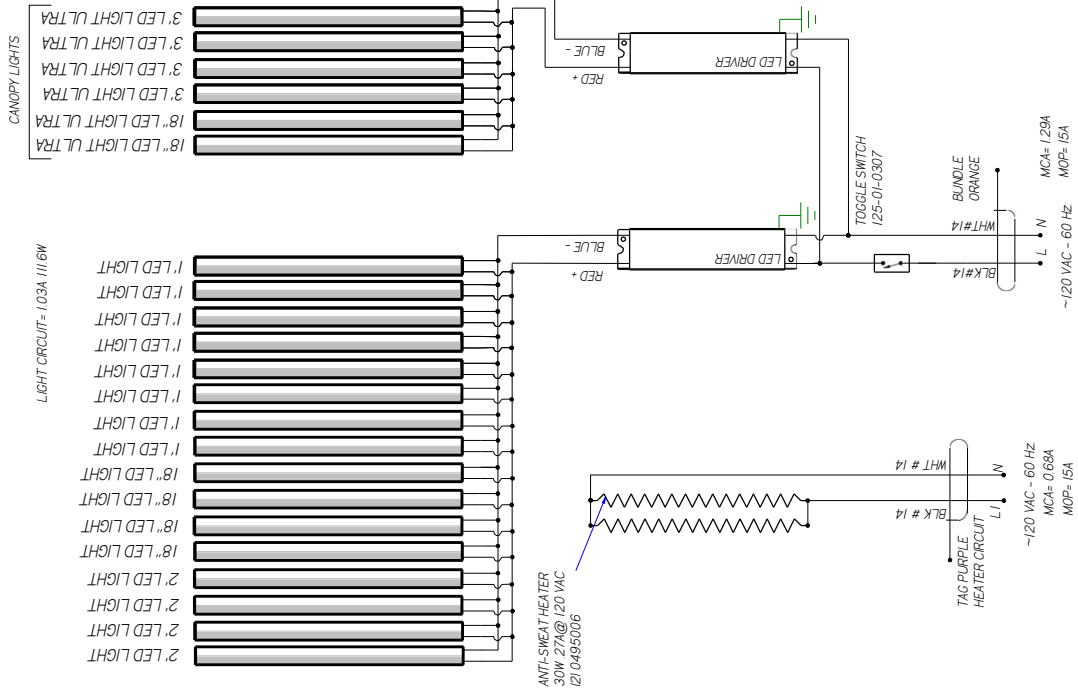 CANOPY LIGHTS
3' LED LIGHT ULTRA
3' LED LIGHT ULTRA
3' LED LIGHT ULTRA
3' LED LIGHT ULTRA
18" LED LIGHT ULTRA
18" LED LIGHT ULTRA
BLUE -
RED +
LED DRIVER
TOGGLE SWITCH
125-01-0307
BUNDLE
ORANGE
MCA= 1.29A
MOP= 15A
LIGHT CIRCUIT= 1.03A 111.6W
1' LED LIGHT
1' LED LIGHT
1' LED LIGHT
1' LED LIGHT
1' LED LIGHT
1' LED LIGHT
1' LED LIGHT
1' LED LIGHT
18" LED LIGHT
18" LED LIGHT
18" LED LIGHT
18" LED LIGHT
2' LED LIGHT
2' LED LIGHT
2' LED LIGHT
2' LED LIGHT
BLUE -
RED +
LED DRIVER
WHT#14
BLK#14
N
L
~120 VAC - 60 Hz
ANTI-SWEAT HEATER
30W .27A@ 120 VAC
121 0495006
WHT # 14
BLK # 14
N
L1
TAG PURPLE
HEATER CIRCUIT
~120 VAC - 60 HZ
MCA= 0.68A
MOP= 15A